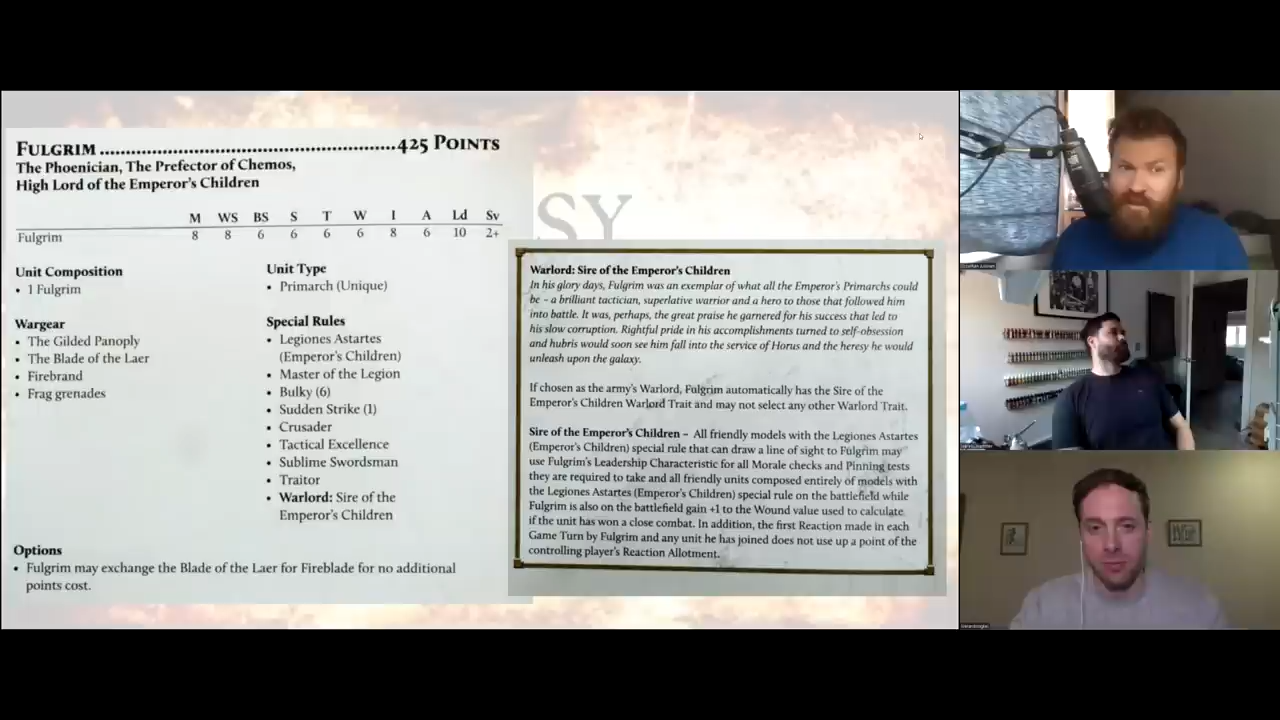 FULGRIM ........................................................425 POINTS
The Phoenician, The Prefector of Chemos,
High Lord of the Emperor's Children
M WS BS S T W I A Ld Sv
Fulgrim 8 8 6 6 6 6 8 6 10 2+
Unit Composition
• 1 Fulgrim
Wargear
• The Gilded Panoply
• The Blade of the Laer
• Firebrand
• Frag grenades
Unit Type
• Primarch (Unique)
Special Rules
• Legiones Astartes
(Emperor's Children)
• Master of the Legion
• Bulky (6)
• Sudden Strike (1)
• Crusader
• Tactical Excellence
• Sublime Swordsman
• Traitor
• Warlord: Sire of the
Emperor's Children
Options
• Fulgrim may exchange the Blade of the Laer for Fireblade for no additional
points cost.
SY
Warlord: Sire of the Emperor's Children
In his glory days, Fulgrim was an exemplar of what all the Emperor's Primarchs could
be – a brilliant tactician, superlative warrior and a hero to those that followed him
into battle. It was, perhaps, the great praise he garnered for his success that led to
his slow corruption. Rightful pride in his accomplishments turned to self-obsession
and hubris would soon see him fall into the service of Horus and the heresy he would
unleash upon the galaxy.
If chosen as the army's Warlord, Fulgrim automatically has the Sire of the
Emperor's Children Warlord Trait and may not select any other Warlord Trait.
Sire of the Emperor's Children – All friendly models with the Legiones Astartes
(Emperor's Children) special rule that can draw a line of sight to Fulgrim may
use Fulgrim's Leadership Characteristic for all Morale checks and Pinning tests
they are required to take and all friendly units composed entirely of models with
the Legiones Astartes (Emperor's Children) special rule on the battlefield while
Fulgrim is also on the battlefield gain +1 to the Wound value used to calculate
if the unit has won a close combat. In addition, the first Reaction made in each
Game Turn by Fulgrim and any unit he has joined does not use up a point of the
controlling player's Reaction Allotment.